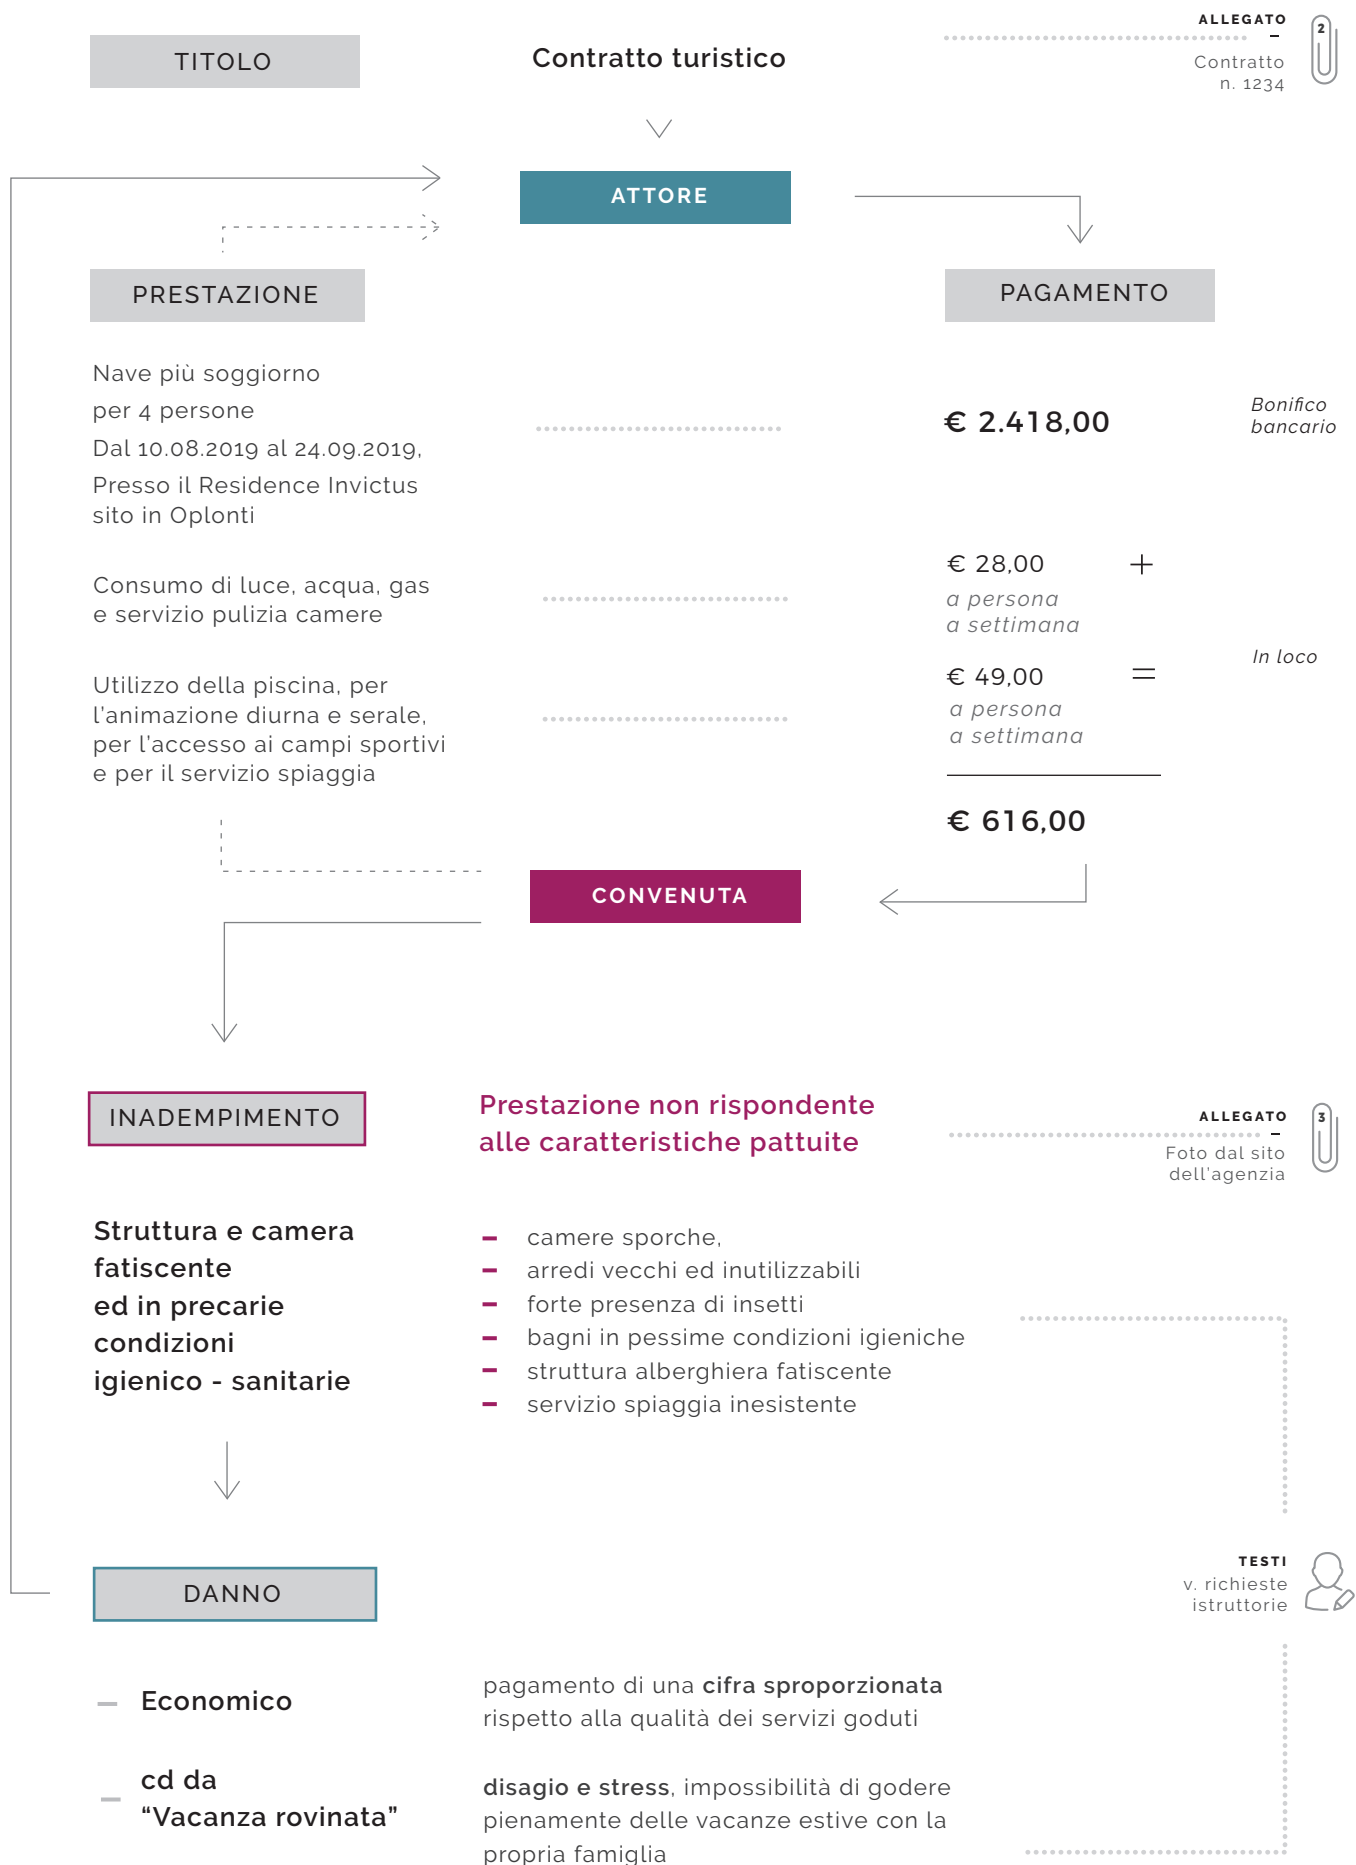 TITOLO
Contratto turistico
ALLEGATO
2
Contratto
n. 1234
ATTORE
PRESTAZIONE
PAGAMENTO
Nave più soggiorno
per 4 persone
Dal 10.08.2019 al 24.09.2019,
Presso il Residence Invictus
sito in Oplonti
€ 2.418,00
Bonifico
bancario
Consumo di luce, acqua, gas
e servizio pulizia camere
€ 28,00 +
a persona
a settimana
Utilizzo della piscina, per
l'animazione diurna e serale,
per l'accesso ai campi sportivi
e per il servizio spiaggia
€ 49,00 =
a persona
a settimana
In loco
€ 616,00
CONVENUTA
INADEMPIMENTO
Prestazione non rispondente
alle caratteristiche pattuite
ALLEGATO
3
Foto dal sito
dell'agenzia
Struttura e camera
fatiscente
ed in precarie
condizioni
igienico - sanitarie
– camere sporche,
– arredi vecchi ed inutilizzabili
– forte presenza di insetti
– bagni in pessime condizioni igieniche
– struttura alberghiera fatiscente
– servizio spiaggia inesistente
TESTI
v. richieste
istruttorie
DANNO
– Economico
pagamento di una cifra sproporzionata
rispetto alla qualità dei servizi goduti
– cd da
“Vacanza rovinata”
disagio e stress, impossibilità di godere
pienamente delle vacanze estive con la
propria famiglia